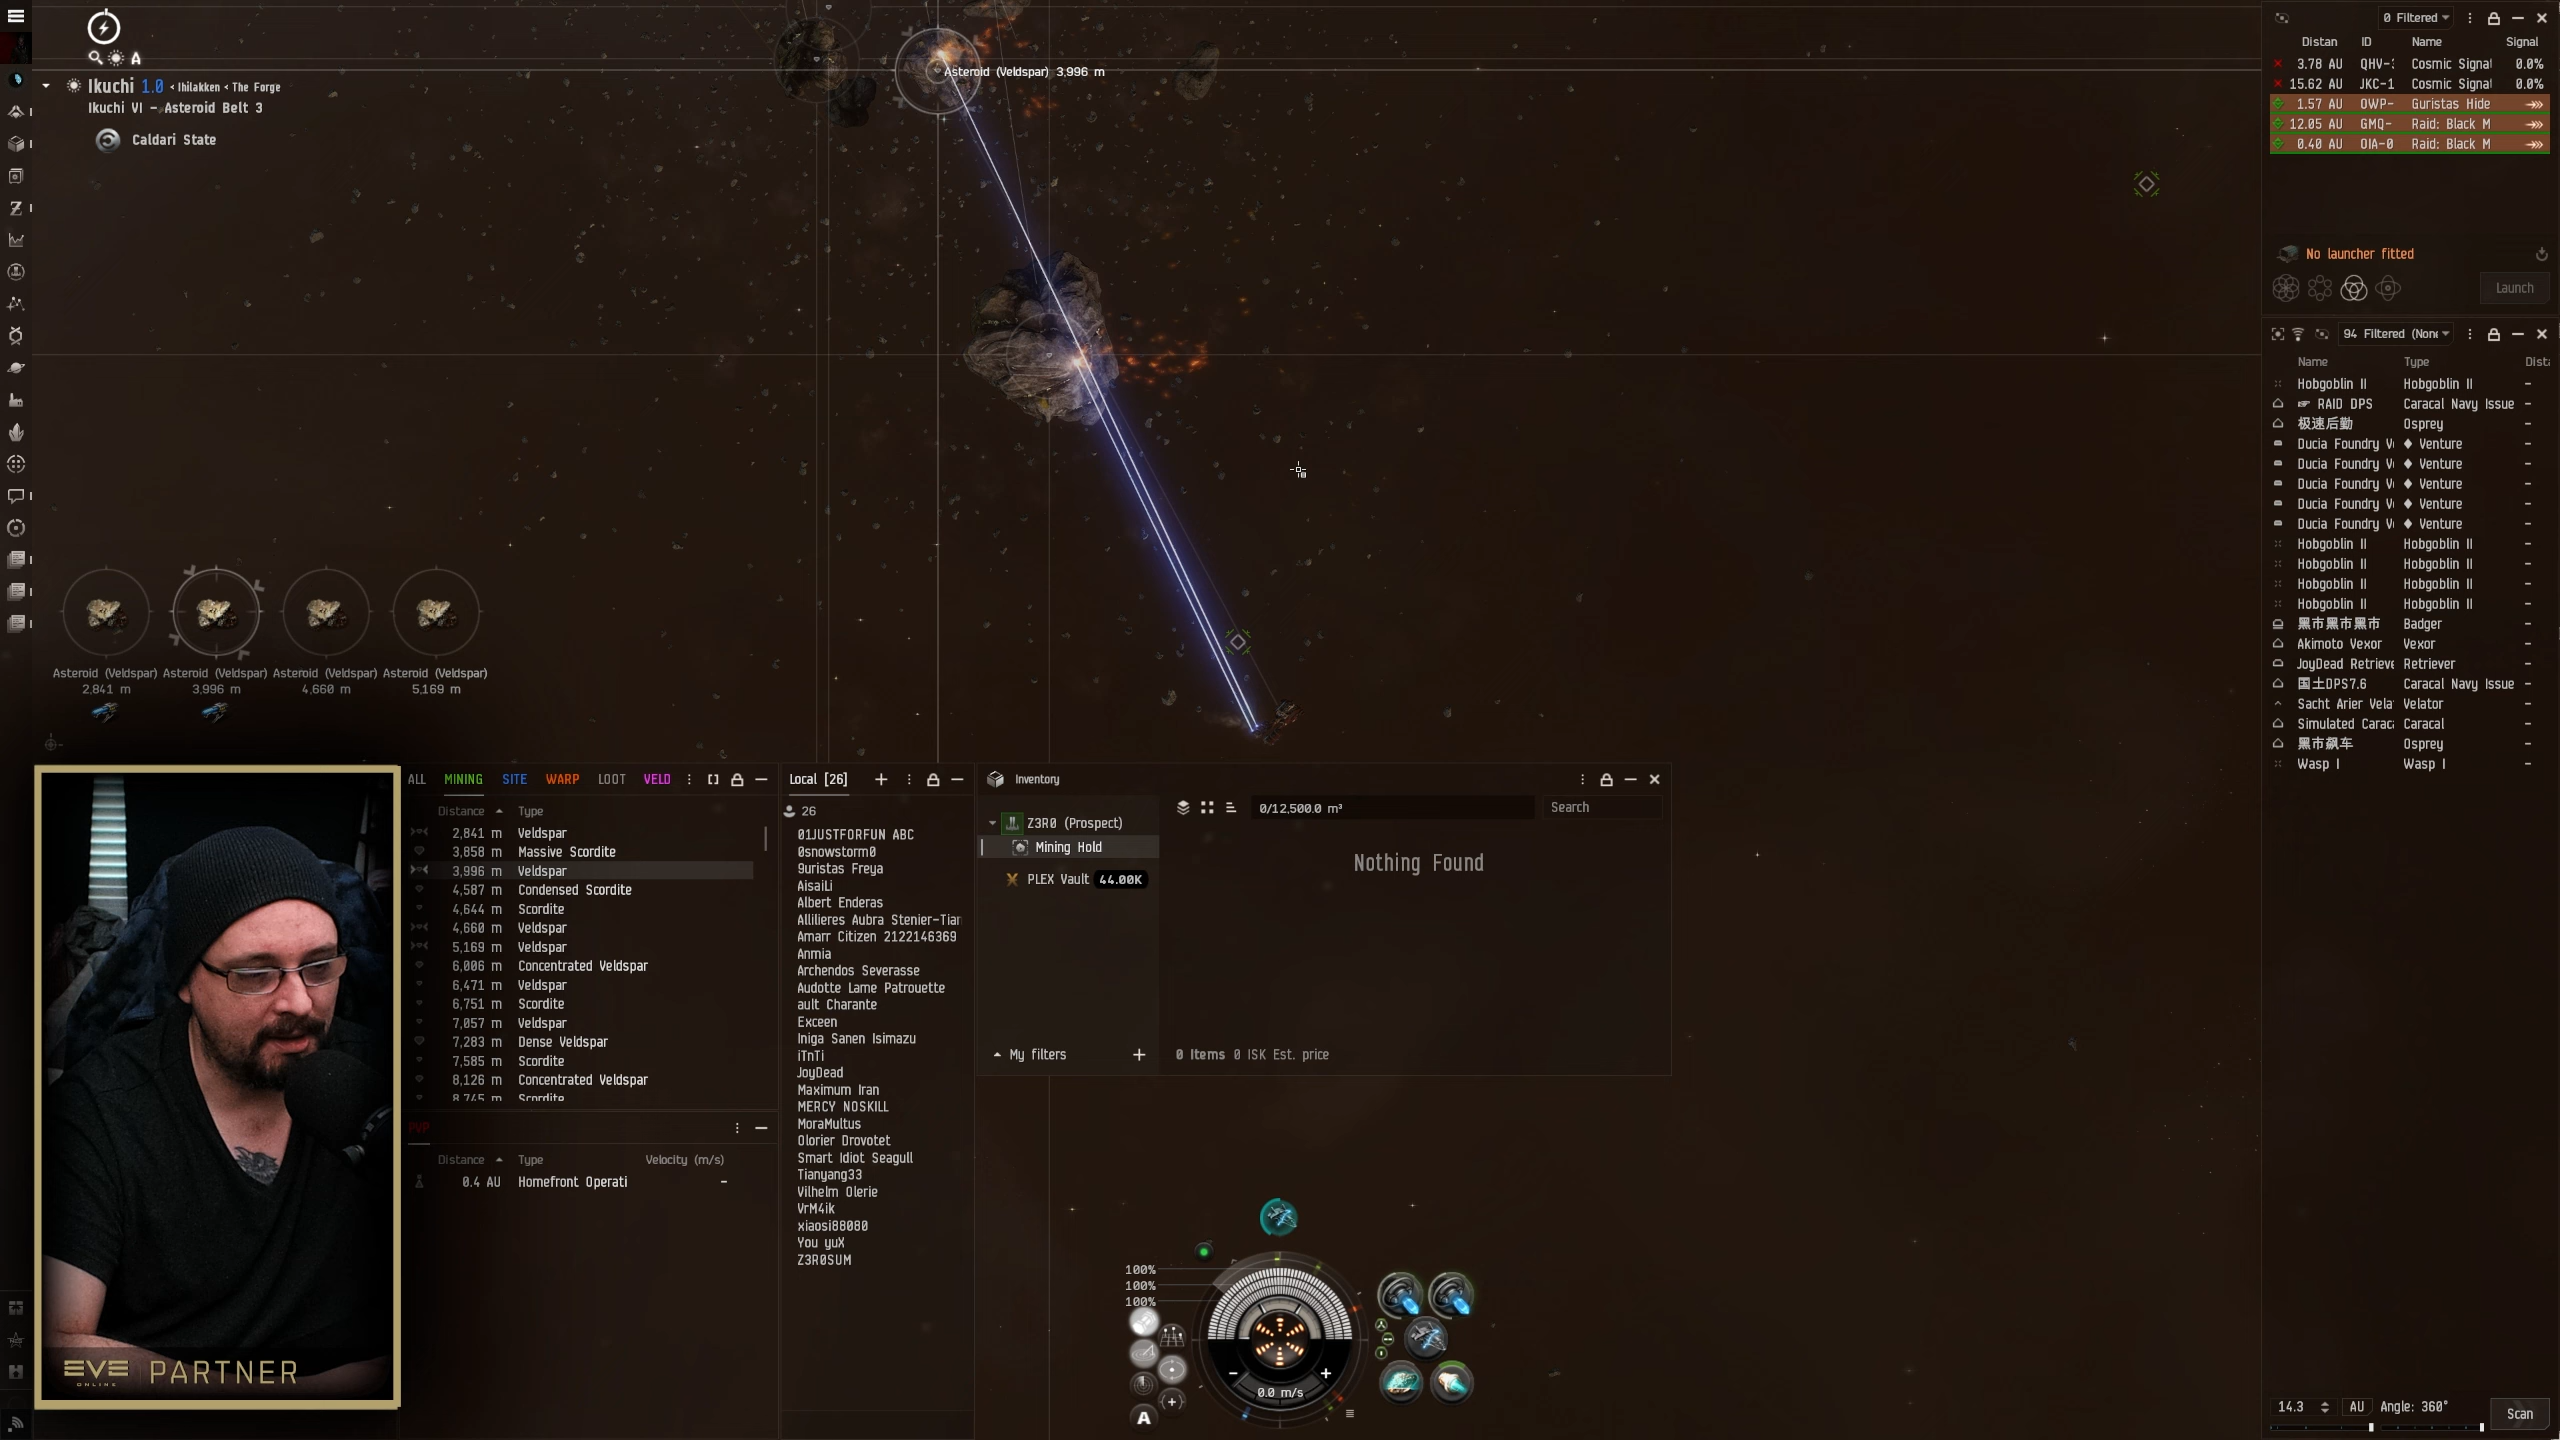 A
Ikuchi 1.0 < Ihilakken < The Forge
Ikuchi VI - Asteroid Belt 3
Caldari State
Asteroid (Veldspar) 3,996 m
Asteroid (Veldspar) Asteroid (Veldspar) Asteroid (Veldspar) Asteroid (Veldspar)
2,841 m 3,996 m 4,660 m 5,169 m
0 Filtered
Distan ID Name Signal
3.78 AU Cosmic Signal 0.0%
15.62 AU JKC-1 Cosmic Signal 0.0%
1.57 AU OWP- Guristas Hide
12.05 AU GMQ- Raid: Black M
0.40 AU OIA-0 Raid: Black M
No launcher fitted
Launch
94 Filtered
Name Type Dist
Hobgoblin II Hobgoblin II -
RAID DPS Caracal Navy Issue -
极速后勤 Osprey -
Ducia Foundry V Venture -
Ducia Foundry V Venture -
Ducia Foundry V Venture -
Ducia Foundry V Venture -
Ducia Foundry V Venture -
Hobgoblin II Hobgoblin II -
Hobgoblin II Hobgoblin II -
Hobgoblin II Hobgoblin II -
Hobgoblin II Hobgoblin II -
黑市黑市黑市 Badger -
Akimoto Vexor Vexor -
JoyDead Retrieve Retriever -
国土DPS7.6 Caracal Navy Issue -
Sacht Arier Vela Velator -
Simulated Carac Caracal -
黑市飙车 Osprey -
Wasp I Wasp I -
14.3 AU Angle: 360° Scan
ALL MINING SITE WARP LOOT VELD
Distance Type
2,841 m Veldspar
3,858 m Massive Scordite
3,996 m Veldspar
4,587 m Condensed Scordite
4,644 m Scordite
4,660 m Veldspar
5,169 m Veldspar
6,006 m Concentrated Veldspar
6,471 m Veldspar
6,751 m Scordite
7,057 m Veldspar
7,283 m Dense Veldspar
7,585 m Scordite
8,126 m Concentrated Veldspar
8,745 m Scordite
PVP
Distance Type Velocity (m/s)
0.4 AU Homefront Operati -
Local [26]
26
01JUSTFORFUN ABC
0snowstorm0
9uristas Freya
AisaiLi
Albert Enderas
Allilieres Aubra Stenier-Tian
Amarr Citizen 2122146369
Anmia
Archendos Severasse
Audotte Lame Patrouette
ault Charante
Exceen
Iniga Sanen Isimazu
iTnTi
JoyDead
Maximum Iran
MERCY NOSKILL
MoraMultus
Olorier Drovotet
Smart Idiot Seagull
Tianyang33
Vilhelm Olerie
VrM4ik
xiaosi88080
You yuX
Z3R0SUM
Inventory
0/12,500.0 m³ Search
Z3R0 (Prospect)
Mining Hold
PLEX Vault 44.00K
Nothing Found
My filters
0 Items 0 ISK Est. price
100%
100%
100%
0.0 m/s
A
EVE ONLINE PARTNER